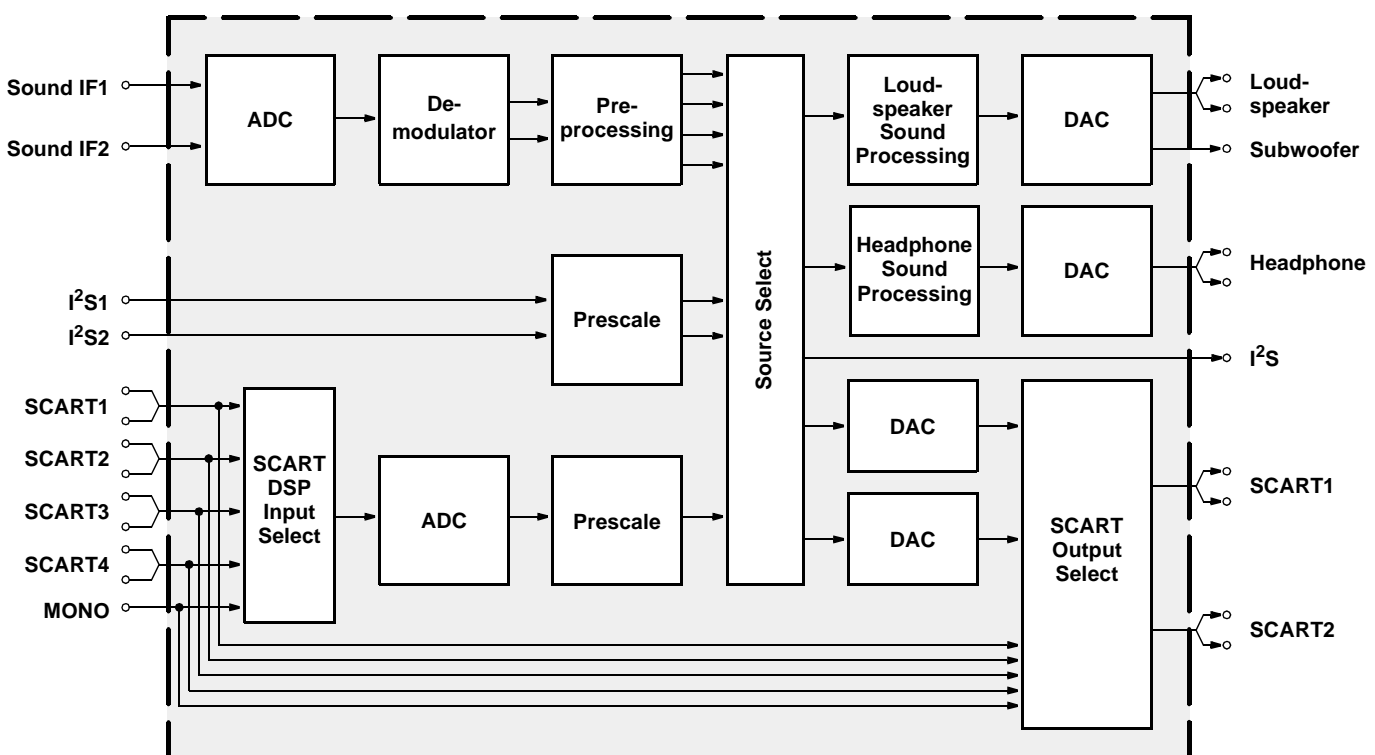 Sound IF1
Sound IF2
ADC
De-
modulator
Pre-
processing
Loud-
speaker
Sound
Processing
DAC
Loud-
speaker
Subwoofer
I²S1
I²S2
Prescale
Source Select
Headphone
Sound
Processing
DAC
Headphone
I²S
SCART1
SCART2
SCART3
SCART4
MONO
SCART
DSP
Input
Select
ADC
Prescale
DAC
DAC
SCART
Output
Select
SCART1
SCART2